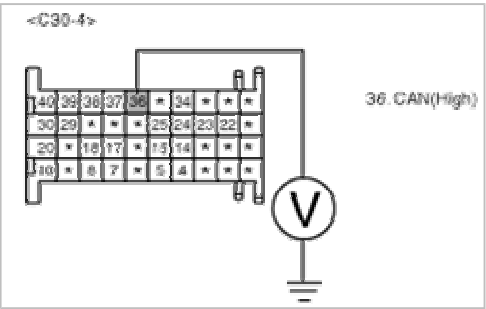 <C30-4>
40 39 38 37 36 * 34 * * *
36. CAN(High)
30 29 * * * 25 24 23 22 *
20 * 18 17 * 15 14 * * *
10 * 8 7 * 5 4 * * *
V